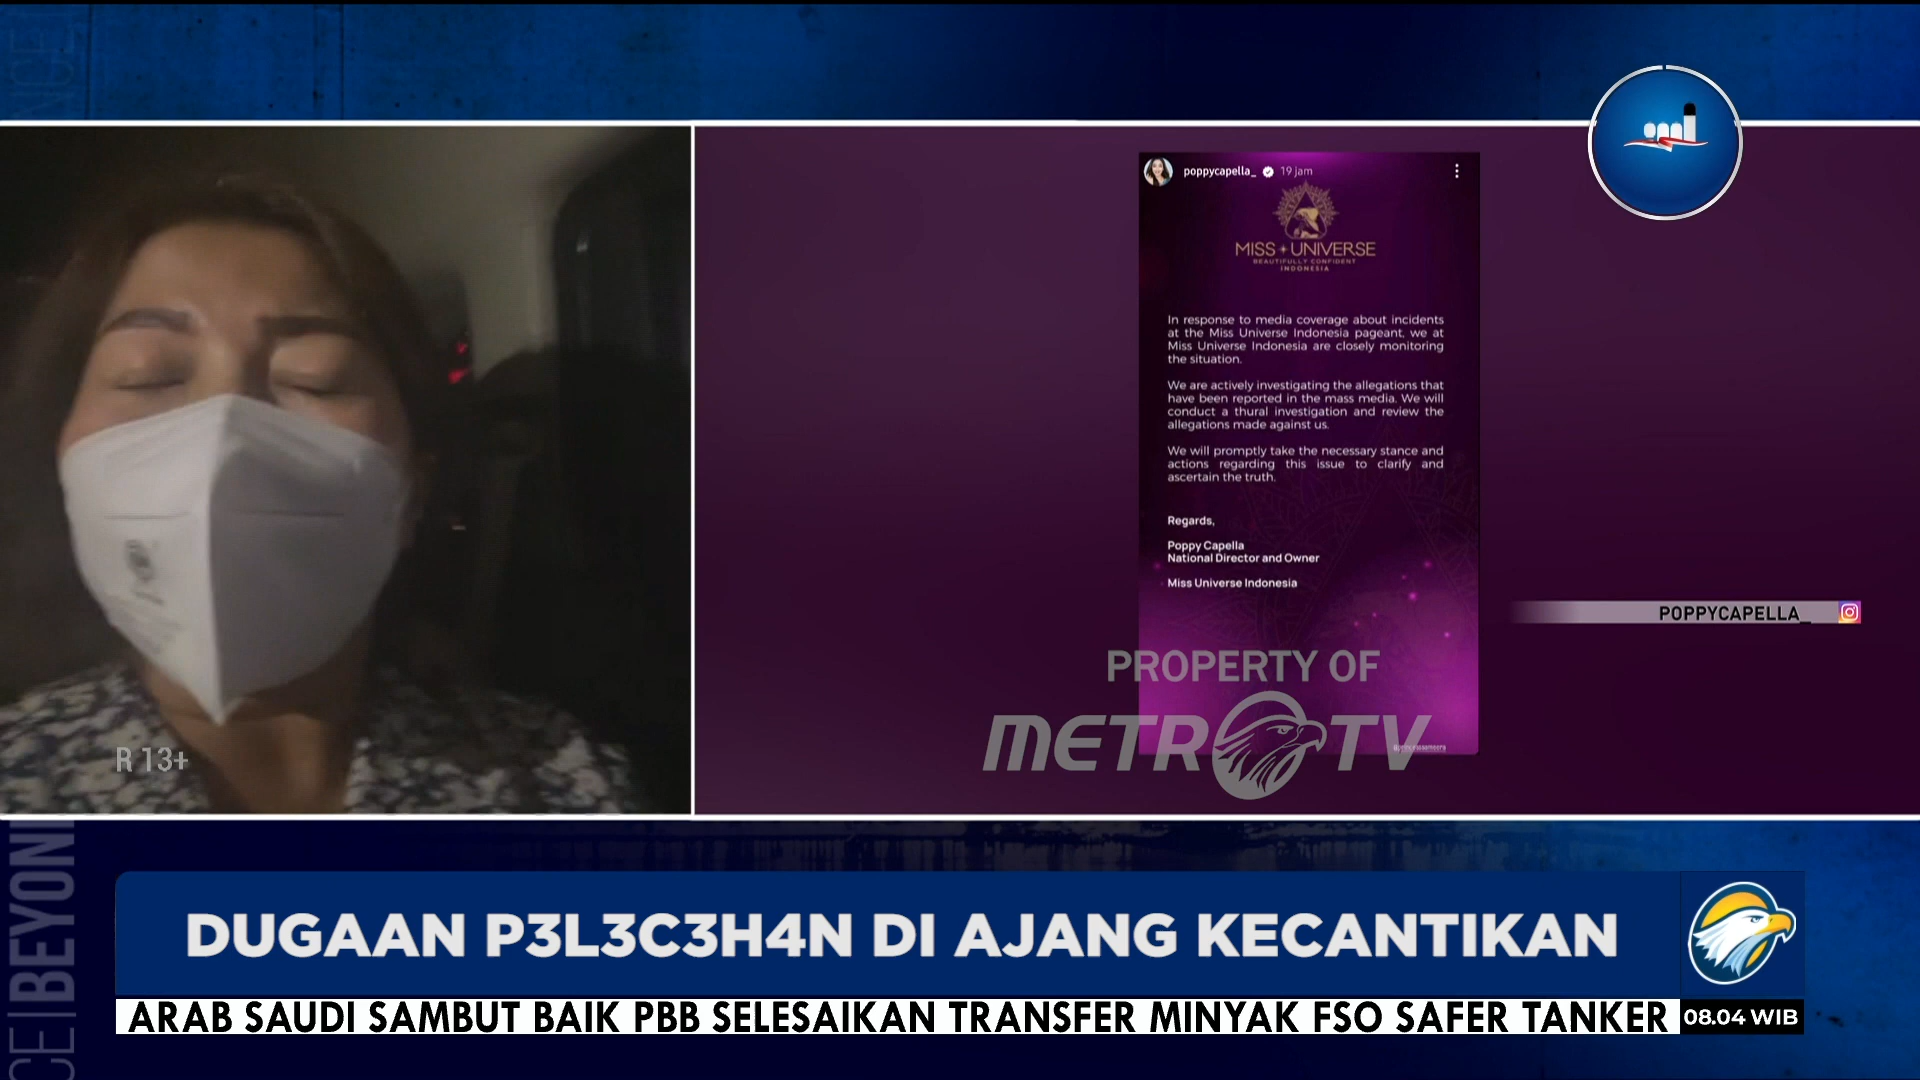 poppycapella_ 19 jam
MISS UNIVERSE
BEAUTIFULLY CONFIDENT
INDONESIA
In response to media coverage about incidents
at the Miss Universe Indonesia pageant, we at
Miss Universe Indonesia are closely monitoring
the situation.
We are actively investigating the allegations that
have been reported in the mass media. We will
conduct a thural investigation and review the
allegations made against us.
We will promptly take the necessary stance and
actions regarding this issue to clarify and
ascertain the truth.
Regards,
Poppy Capella
National Director and Owner
Miss Universe Indonesia
POPPYCAPELLA_
PROPERTY OF
METRO TV
R 13+
CE | BEYON
DUGAAN P3L3C3H4N DI AJANG KECANTIKAN
ARAB SAUDI SAMBUT BAIK PBB SELESAIKAN TRANSFER MINYAK FSO SAFER TANKER
08.04 WIB